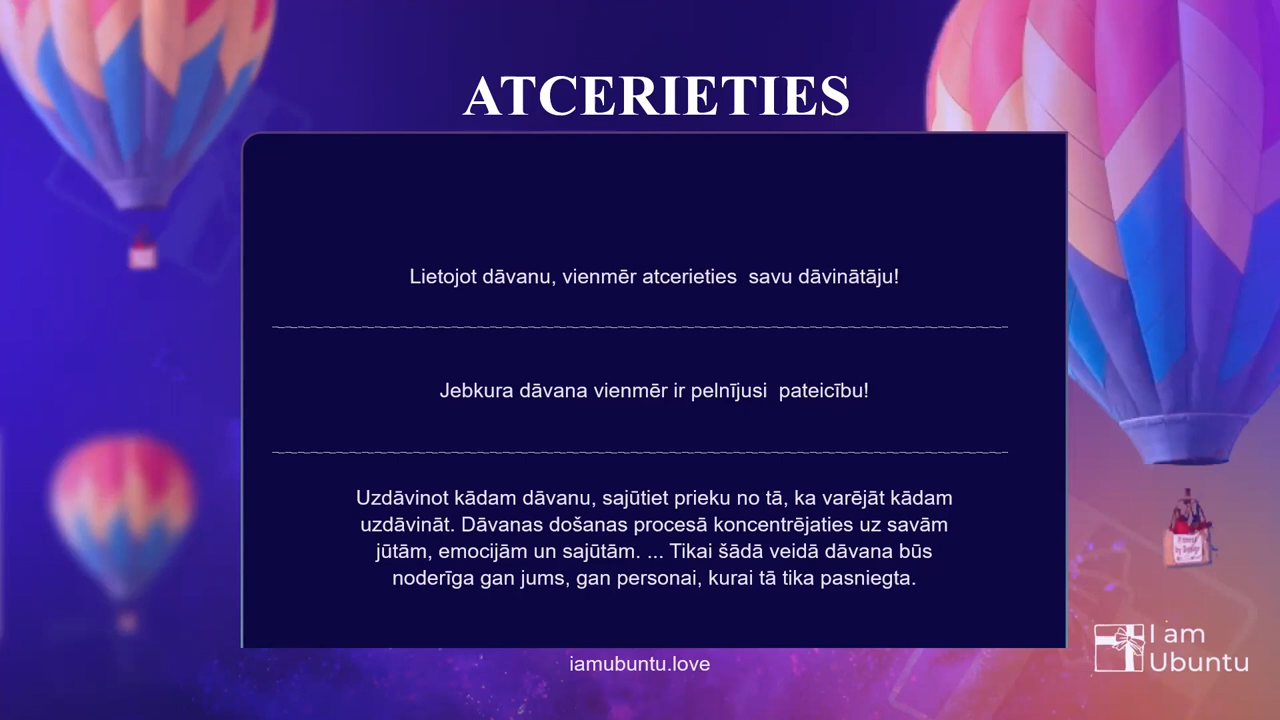 ATCERIETIES
Lietojot dāvanu, vienmēr atcerieties  savu dāvinātāju!
Jebkura dāvana vienmēr ir pelnījusi  pateicību!
Uzdāvinot kādam dāvanu, sajūtiet prieku no tā, ka varējāt kādam
uzdāvināt. Dāvanas došanas procesā koncentrējaties uz savām
jūtām, emocijām un sajūtām. ... Tikai šādā veidā dāvana būs
noderīga gan jums, gan personai, kurai tā tika pasniegta.
I am
Ubuntu
iamubuntu.love